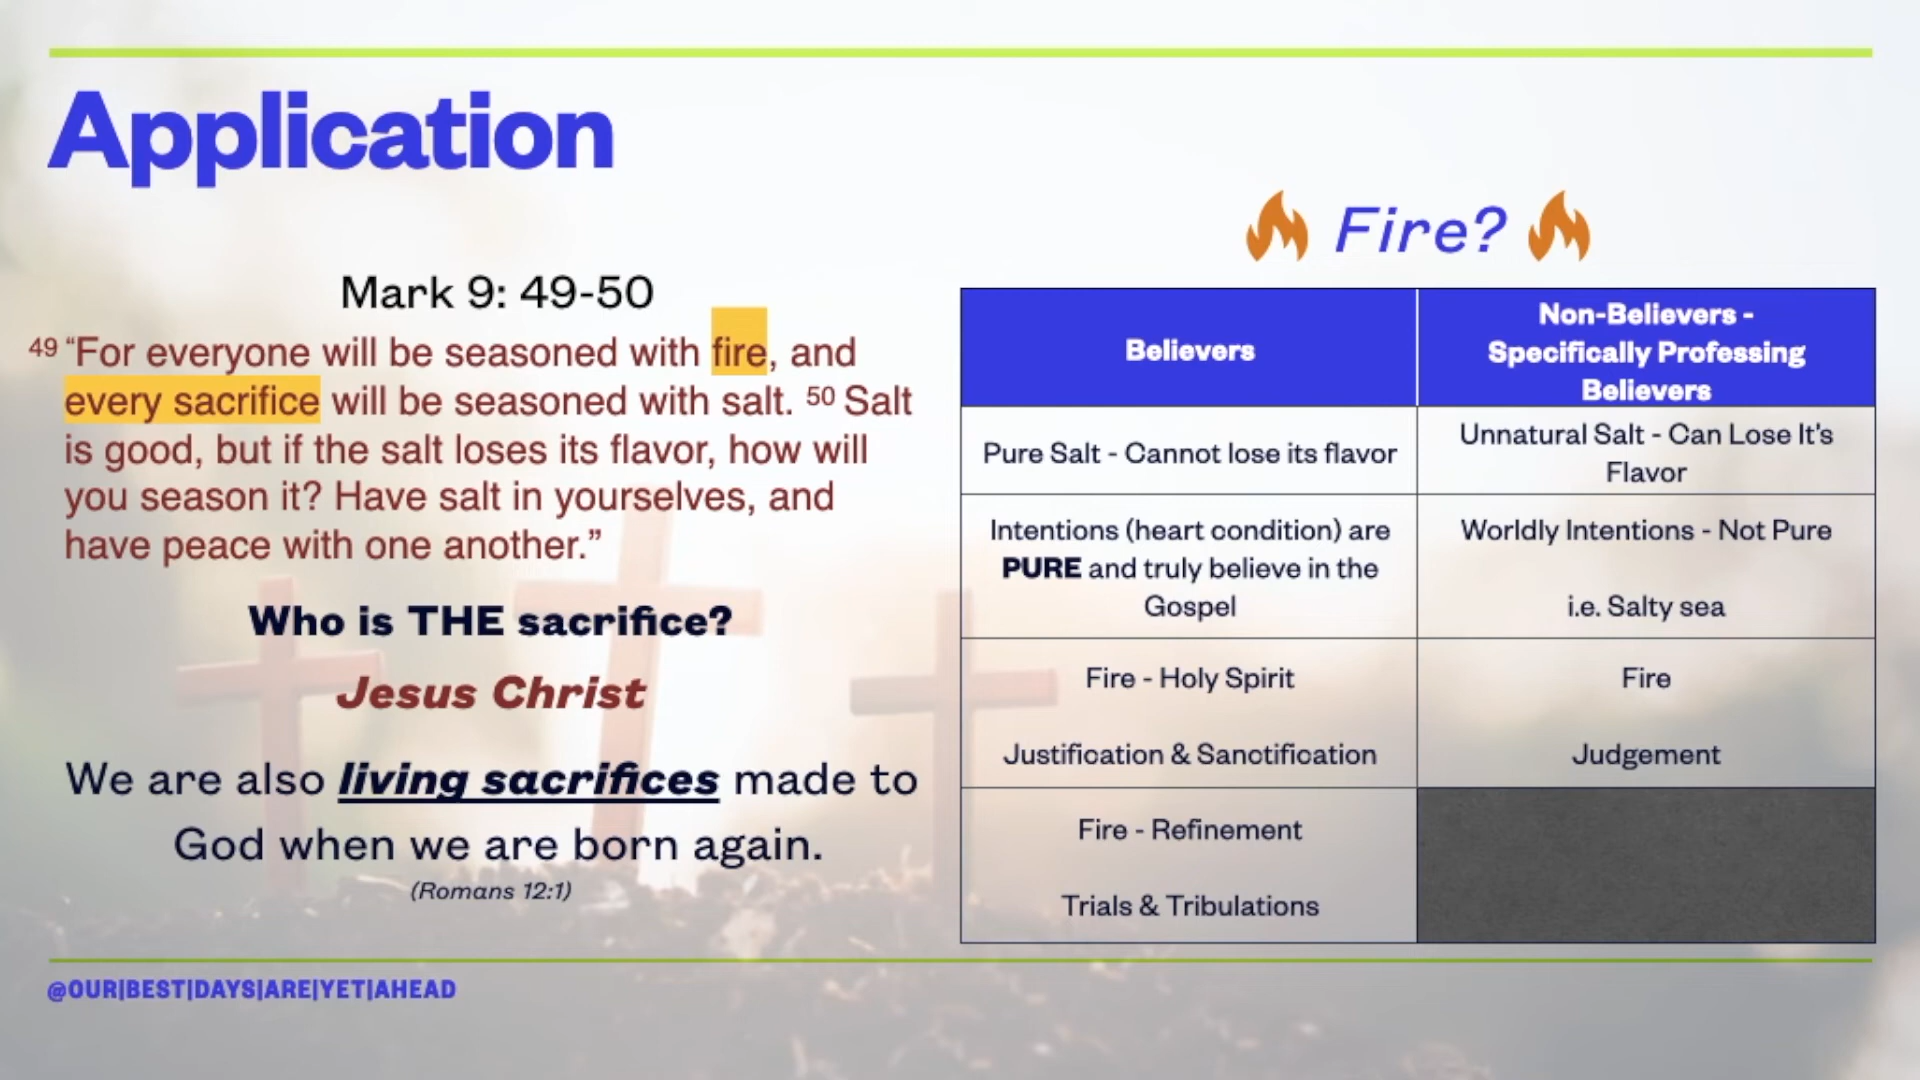 Application
Mark 9: 49-50
49 “For everyone will be seasoned with fire, and
every sacrifice will be seasoned with salt. 50 Salt
is good, but if the salt loses its flavor, how will
you season it? Have salt in yourselves, and
have peace with one another.”
Who is THE sacrifice?
Jesus Christ
We are also living sacrifices made to
God when we are born again.
(Romans 12:1)
Fire?
Believers
Non-Believers -
Specifically Professing
Believers
Pure Salt - Cannot lose its flavor
Unnatural Salt - Can Lose It’s
Flavor
Intentions (heart condition) are
PURE and truly believe in the
Gospel
Worldly Intentions - Not Pure
i.e. Salty sea
Fire - Holy Spirit
Justification & Sanctification
Fire
Judgement
Fire - Refinement
Trials & Tribulations
@OUR|BEST|DAYS|ARE|YET|AHEAD